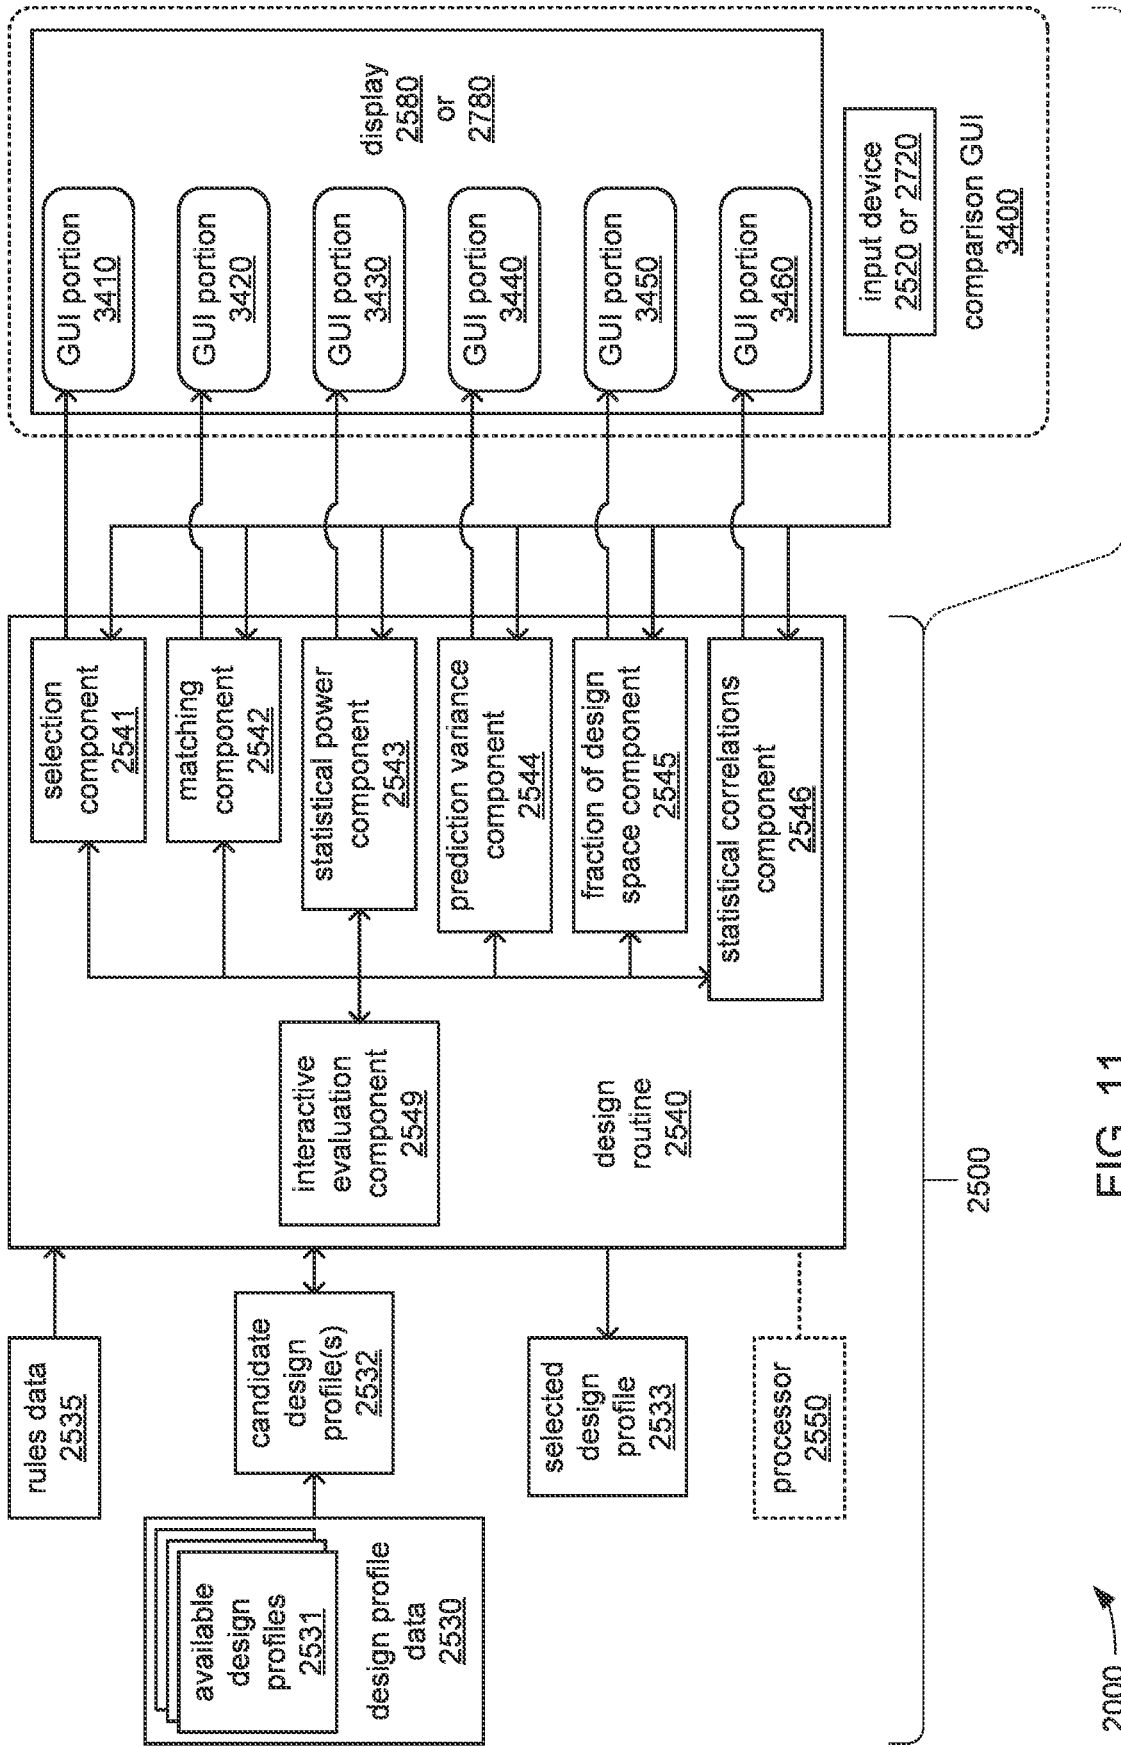 rules data
2535
available
design
profiles
2531
design profile
data
2530
candidate
design
profile(s)
2532
selected
design
profile
2533
processor
2550
interactive
evaluation
component
2549
design
routine
2540
selection
component
2541
matching
component
2542
statistical power
component
2543
prediction variance
component
2544
fraction of design
space component
2545
statistical correlations
component
2546
GUI portion
3410
GUI portion
3420
GUI portion
3430
GUI portion
3440
GUI portion
3450
GUI portion
3460
display
2580
or
2780
input device
2520 or 2720
comparison GUI
3400
2500
2000
FIG. 11